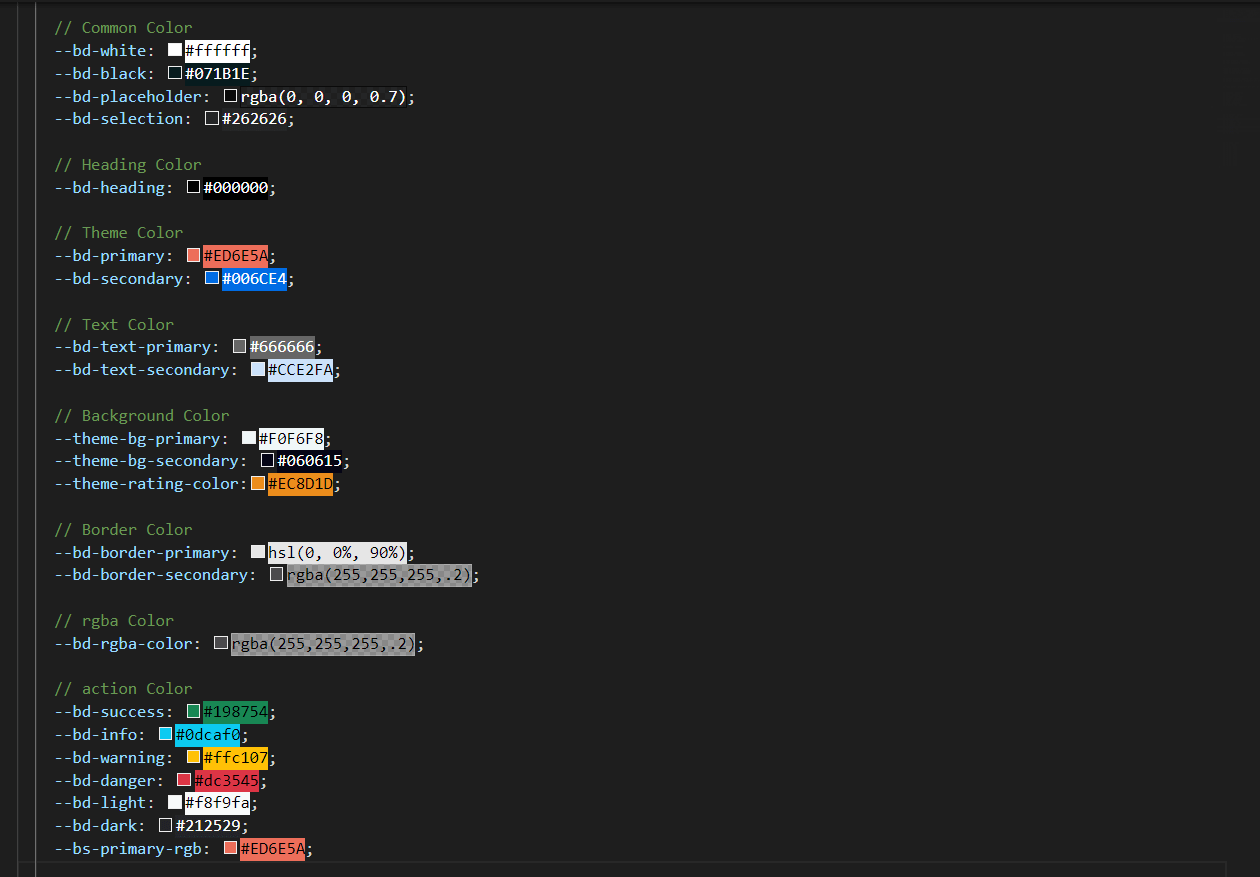 // Common Color
--bd-white: #ffffff;
--bd-black: #071B1E;
--bd-placeholder: rgba(0, 0, 0, 0.7);
--bd-selection: #262626;
// Heading Color
--bd-heading: #000000;
// Theme Color
--bd-primary: #ED6E5A;
--bd-secondary: #006CE4;
// Text Color
--bd-text-primary: #666666;
--bd-text-secondary: #CCE2FA;
// Background Color
--theme-bg-primary: #F0F6F8;
--theme-bg-secondary: #060615;
--theme-rating-color: #EC8D1D;
// Border Color
--bd-border-primary: hsl(0, 0%, 90%);
--bd-border-secondary: rgba(255,255,255,.2);
// rgba Color
--bd-rgba-color: rgba(255,255,255,.2);
// action Color
--bd-success: #198754;
--bd-info: #0dcaf0;
--bd-warning: #ffc107;
--bd-danger: #dc3545;
--bd-light: #f8f9fa;
--bd-dark: #212529;
--bs-primary-rgb: #ED6E5A;